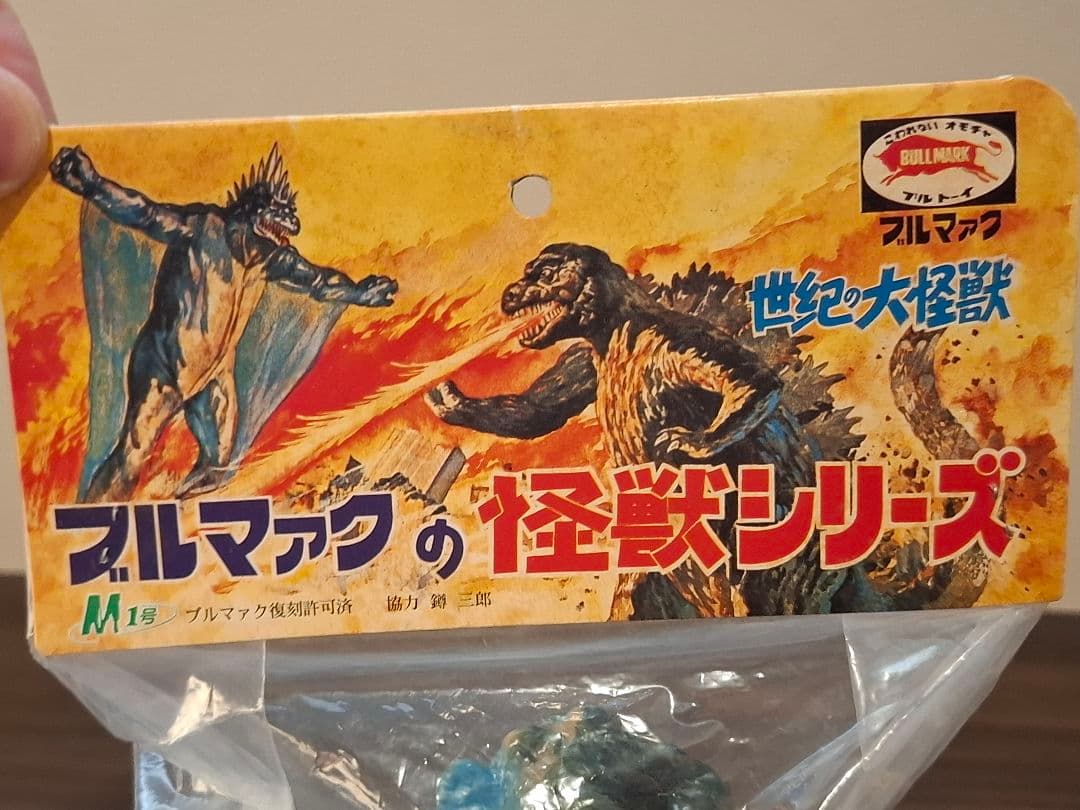 こわれない オモチャ
BULLMARK
ブル トーイ
ブルマァク
世紀の大怪獣
ブルマァクの怪獣シリーズ
M1号 ブルマァク復刻許可済 協力 鐏 三郎